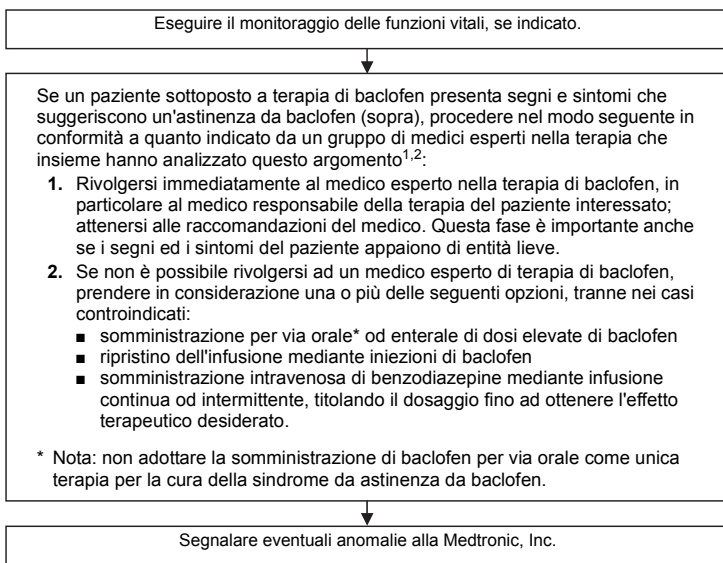 Eseguire il monitoraggio delle funzioni vitali, se indicato.
Se un paziente sottoposto a terapia di baclofen presenta segni e sintomi che
suggeriscono un'astinenza da baclofen (sopra), procedere nel modo seguente in
conformità a quanto indicato da un gruppo di medici esperti nella terapia che
insieme hanno analizzato questo argomento1,2:
1. Rivolgersi immediatamente al medico esperto nella terapia di baclofen, in
particolare al medico responsabile della terapia del paziente interessato;
attenersi alle raccomandazioni del medico. Questa fase è importante anche
se i segni ed i sintomi del paziente appaiono di entità lieve.
2. Se non è possibile rivolgersi ad un medico esperto di terapia di baclofen,
prendere in considerazione una o più delle seguenti opzioni, tranne nei casi
controindicati:
■ somministrazione per via orale* od enterale di dosi elevate di baclofen
■ ripristino dell'infusione mediante iniezioni di baclofen
■ somministrazione intravenosa di benzodiazepine mediante infusione
continua od intermittente, titolando il dosaggio fino ad ottenere l'effetto
terapeutico desiderato.
* Nota: non adottare la somministrazione di baclofen per via orale come unica
terapia per la cura della sindrome da astinenza da baclofen.
Segnalare eventuali anomalie alla Medtronic, Inc.